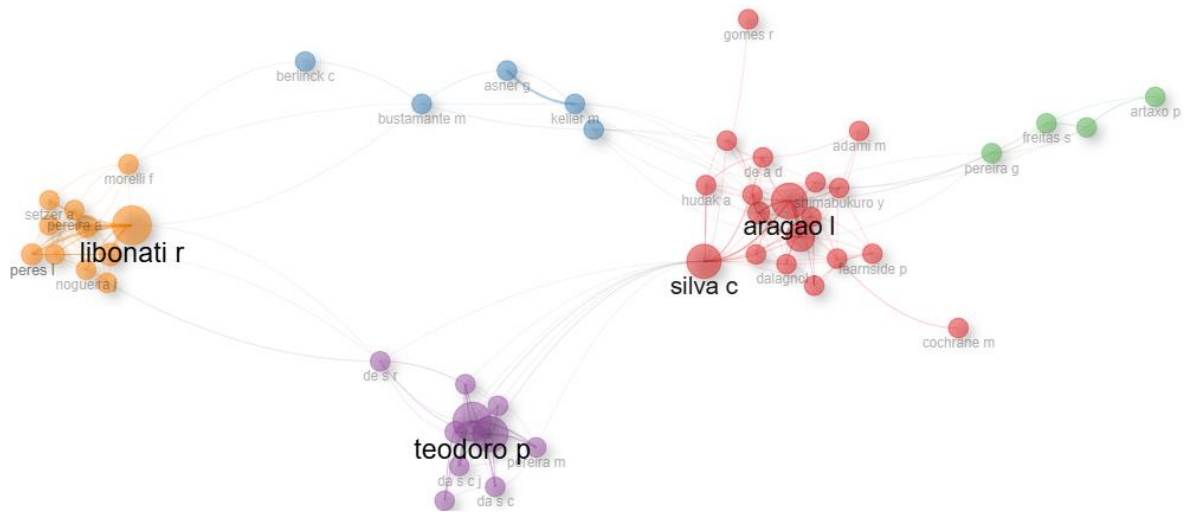 gomes r
berlinck c
asner g
bustamante m
keller m
artaxo p
freitas s
adami m
pereira g
de a d
morelli f
hudak a
shimabukuro y
setzer a
pereira a
aragao l
libonati r
peres l
silva c
dalagnol
fearnside p
nogueira j
cochrane m
de s r
teodoro p
pereira m
da s c j
da s c